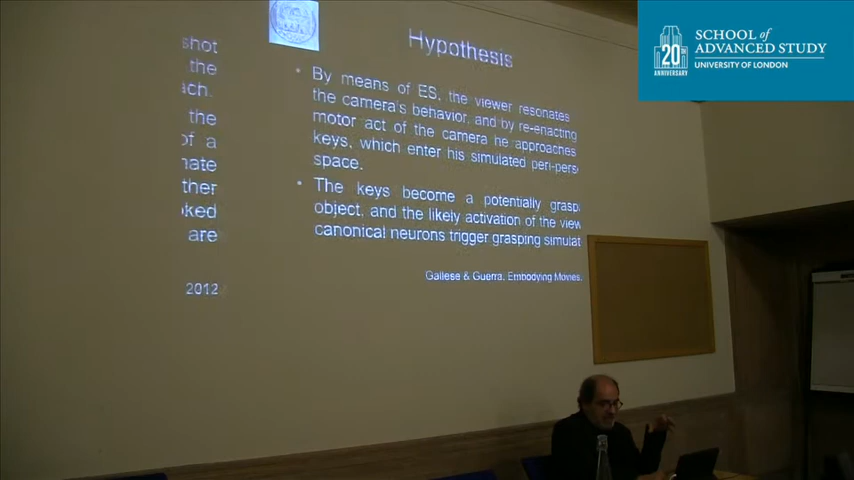 SCHOOL of
ADVANCED STUDY
UNIVERSITY OF LONDON
20th
ANNIVERSARY
shot
the
ach.
the
of a
nate
ther
oked
are
2012
Hypothesis
• By means of ES, the viewer resonates
the camera's behavior, and by re-enacting
motor act of the camera he approaches
keys, which enter his simulated peri-pers
space.
• The keys become a potentially grasp
object, and the likely activation of the view
canonical neurons trigger grasping simulat
Gallese & Guerra, Embodying Movies.